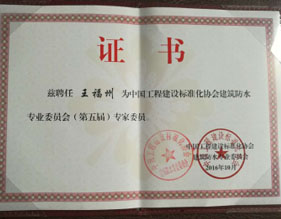 证书
兹聘任 王福州 为中国工程建设标准化协会建筑防水
专业委员会（第五届）专家委员
中国工程建设标准化协会
建筑防水专业委员会
2016年10月